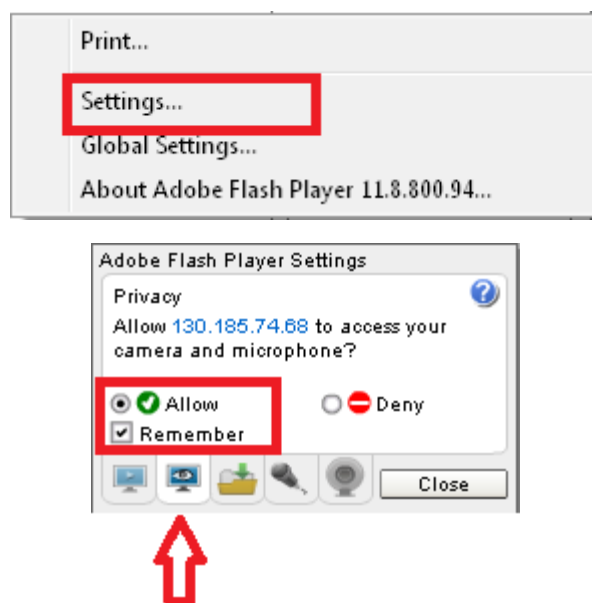 Print...
Settings...
Global Settings...
About Adobe Flash Player 11.8.800.94...
Adobe Flash Player Settings
Privacy
?
Allow 130.185.74.68 to access your
camera and microphone?
Allow Deny
Remember
Close